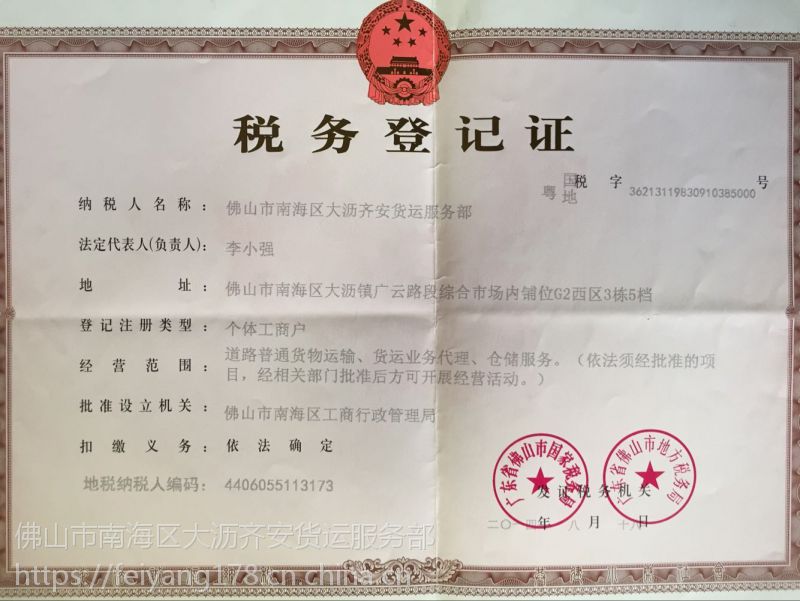 税务登记证
粤国地税 字 36213119830910385000 号
纳税人名称： 佛山市南海区大沥齐安货运服务部
法定代表人(负责人)： 李小强
地址： 佛山市南海区大沥镇广云路段综合市场内铺位G2西区3栋5档
登记注册类型： 个体工商户
经营范围： 道路普通货物运输、货运业务代理、仓储服务。（依法须经批准的项
目，经相关部门批准后方可开展经营活动。）
批准设立机关： 佛山市南海区工商行政管理局
扣缴义务： 依法确定
地税纳税人编码： 4406055113173
广东省佛山市国家税务局
广东省佛山市地方税务局
发证税务机关
二〇一四年 八 月 十八日
佛山市南海区大沥齐安货运服务部
https://feiyang178.cn.china.cn